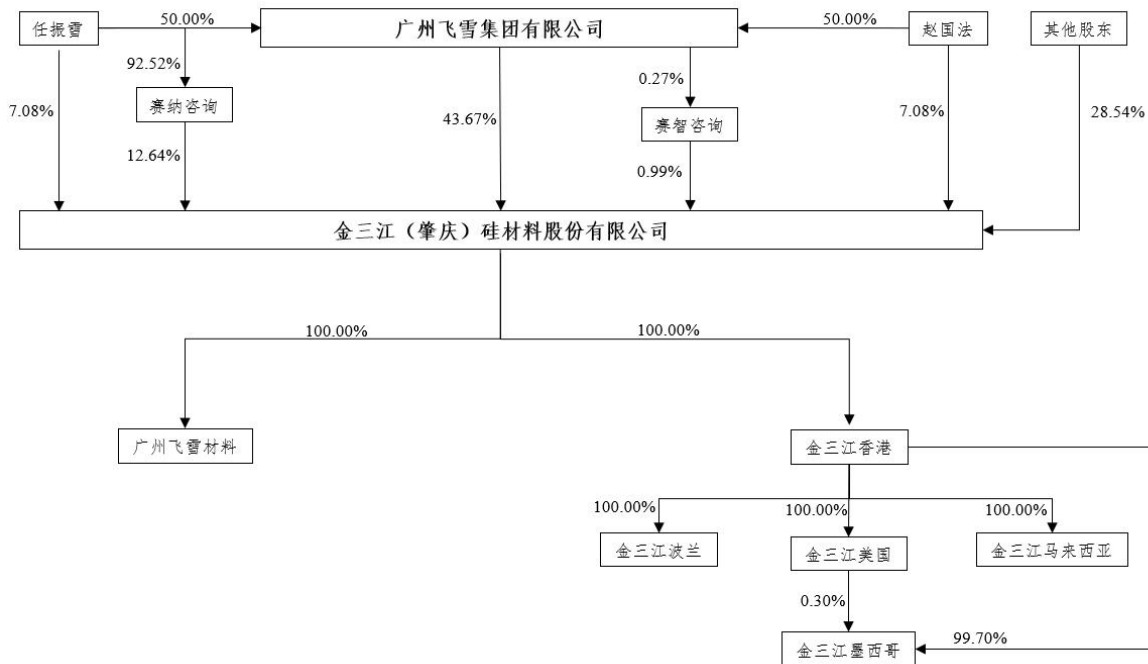 任振雪
50.00%
广州飞雪集团有限公司
50.00%
赵国法
其他股东
92.52%
0.27%
7.08%
赛纳咨询
43.67%
赛智咨询
7.08%
28.54%
12.64%
0.99%
金三江（肇庆）硅材料股份有限公司
100.00%
100.00%
广州飞雪材料
金三江香港
100.00%
100.00%
100.00%
金三江波兰
金三江美国
金三江马来西亚
0.30%
金三江墨西哥
99.70%